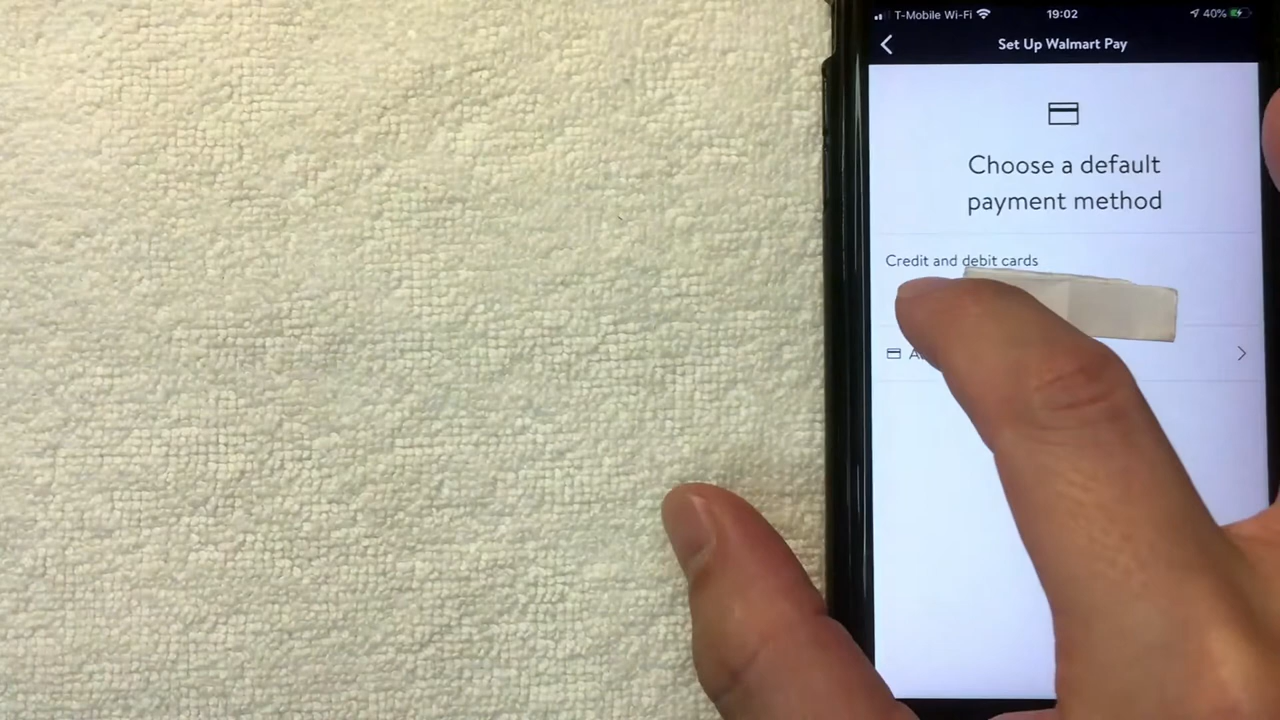 T-Mobile Wi-Fi 19:02 40%
Set Up Walmart Pay
Choose a default
payment method
Credit and debit cards